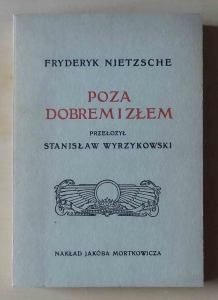 FRYDERYK NIETZSCHE
POZA
DOBREM I ZŁEM
PRZEŁOŻYŁ
STANISŁAW WYRZYKOWSKI
NAKŁAD JAKÓBA MORTKOWICZA